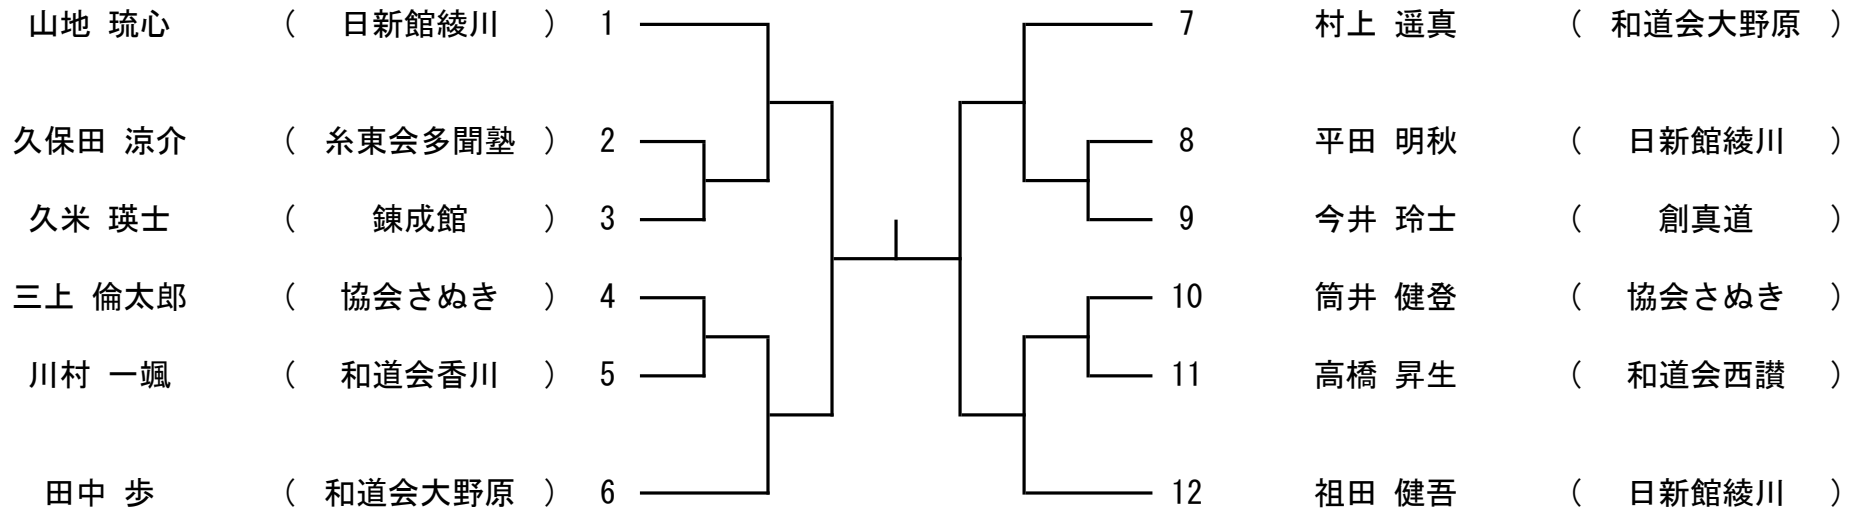 山地 琉心 ( 日新館綾川 ) 1
久保田 涼介 ( 糸東会多聞塾 ) 2
久米 瑛士 ( 錬成館 ) 3
三上 倫太郎 ( 協会さぬき ) 4
川村 一颯 ( 和道会香川 ) 5
田中 歩 ( 和道会大野原 ) 6
7 村上 遥真 ( 和道会大野原 )
8 平田 明秋 ( 日新館綾川 )
9 今井 玲士 ( 創真道 )
10 筒井 健登 ( 協会さぬき )
11 高橋 昇生 ( 和道会西讃 )
12 祖田 健吾 ( 日新館綾川 )